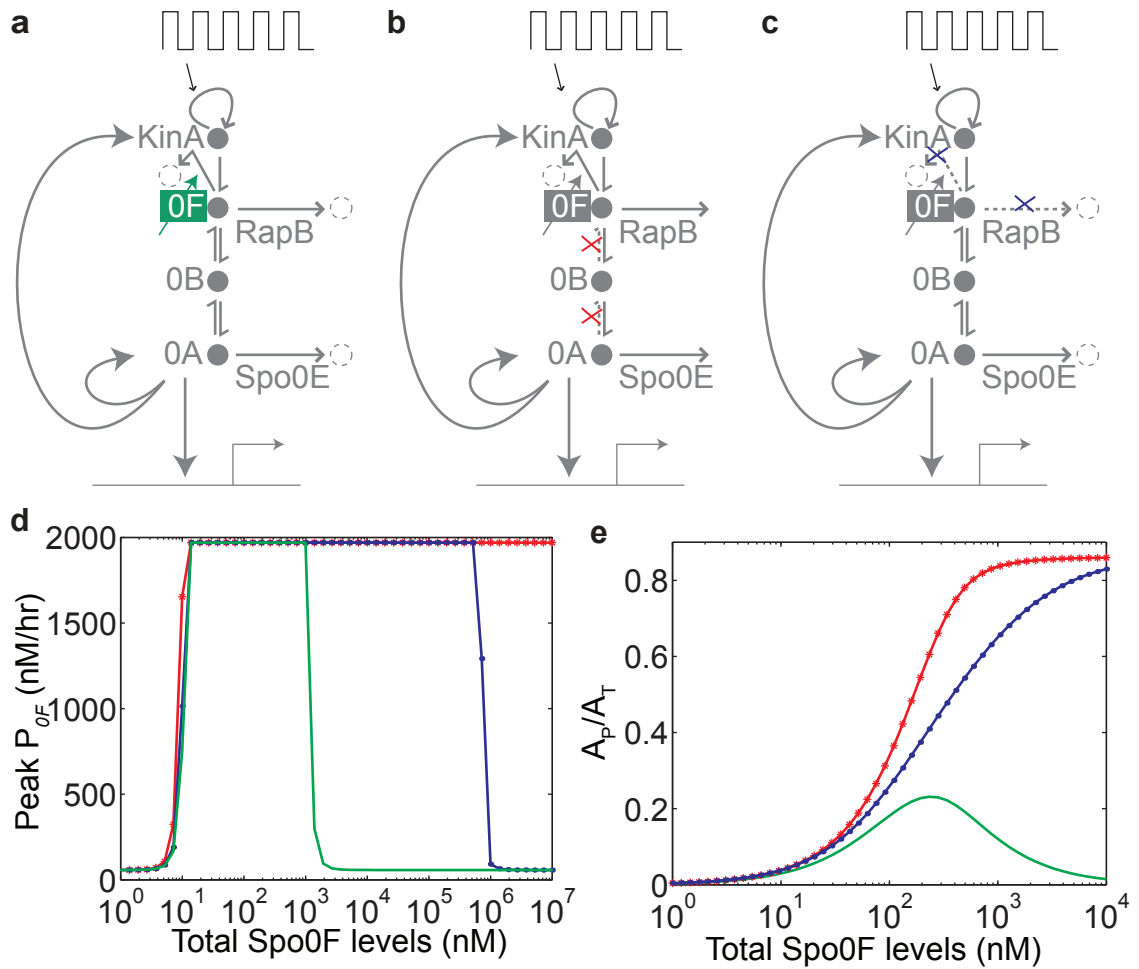 a
KinA
0F
RapB
0B
0A
Spo0E
b
KinA
0F
RapB
0B
0A
Spo0E
c
KinA
0F
RapB
0B
0A
Spo0E
d
Peak P0F (nM/hr)
2000
1500
1000
500
0
10^0 10^1 10^2 10^3 10^4 10^5 10^6 10^7
Total Spo0F levels (nM)
e
AP/AT
0.8
0.6
0.4
0.2
0
10^0 10^1 10^2 10^3 10^4
Total Spo0F levels (nM)